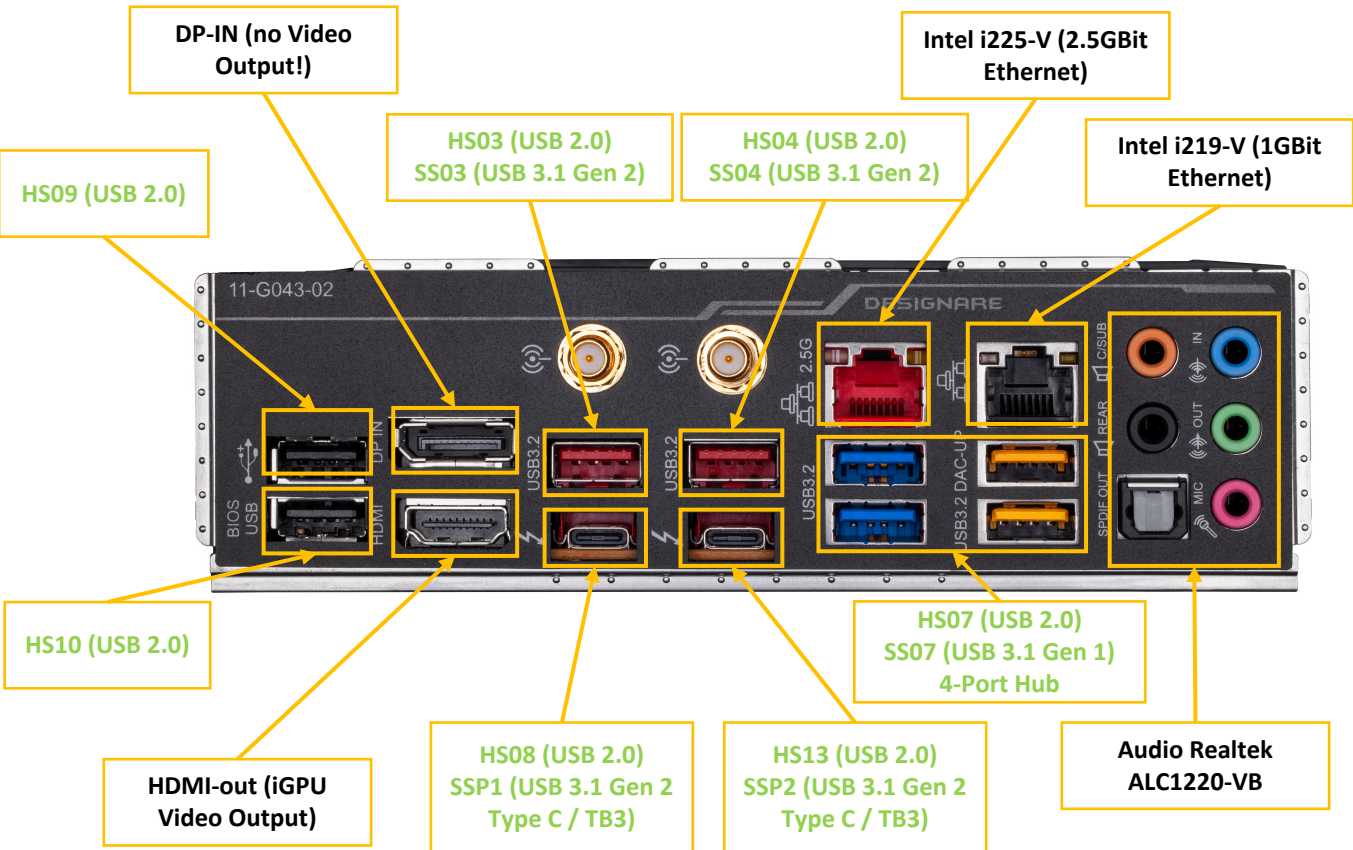 DP-IN (no Video
Output!)
Intel i225-V (2.5GBit
Ethernet)
HS03 (USB 2.0)
SS03 (USB 3.1 Gen 2)
HS04 (USB 2.0)
SS04 (USB 3.1 Gen 2)
Intel i219-V (1GBit
Ethernet)
HS09 (USB 2.0)
11-G043-02
DESIGNARE
2.5G
C/SUB
IN
REAR
OUT
DP IN
USB3.2
USB3.2
USB3.2
USB3.2 DAC-UP
BIOS
USB
HDMI
SPDIF OUT
MIC
HS10 (USB 2.0)
HS07 (USB 2.0)
SS07 (USB 3.1 Gen 1)
4-Port Hub
HDMI-out (iGPU
Video Output)
HS08 (USB 2.0)
SSP1 (USB 3.1 Gen 2
Type C / TB3)
HS13 (USB 2.0)
SSP2 (USB 3.1 Gen 2
Type C / TB3)
Audio Realtek
ALC1220-VB